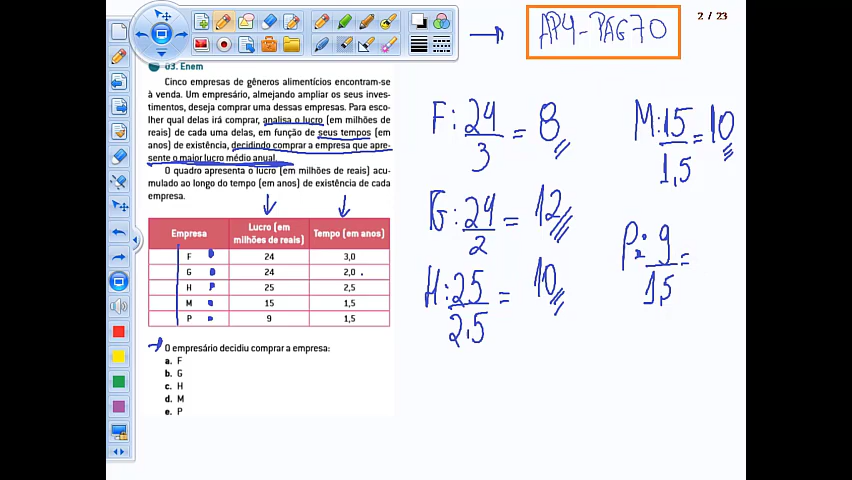 AP4-PÁG 70
2 / 23
03. Enem
Cinco empresas de gêneros alimentícios encontram-se
à venda. Um empresário, almejando ampliar os seus inves-
timentos, deseja comprar uma dessas empresas. Para esco-
lher qual delas irá comprar, analisa o lucro (em milhões de
reais) de cada uma delas, em função de seus tempos (em
anos) de existência, decidindo comprar a empresa que apre-
sente o maior lucro médio anual.
O quadro apresenta o lucro (em milhões de reais) acu-
mulado ao longo do tempo (em anos) de existência de cada
empresa.
Empresa Lucro (em milhões de reais) Tempo (em anos)
F 24 3,0
G 24 2,0
H 25 2,5
M 15 1,5
P 9 1,5
O empresário decidiu comprar a empresa:
a. F
b. G
c. H
d. M
e. P
F: 24/3 = 8
G: 24/2 = 12
H: 25/2,5 = 10
M: 15/1,5 = 10
P: 9/1,5 =